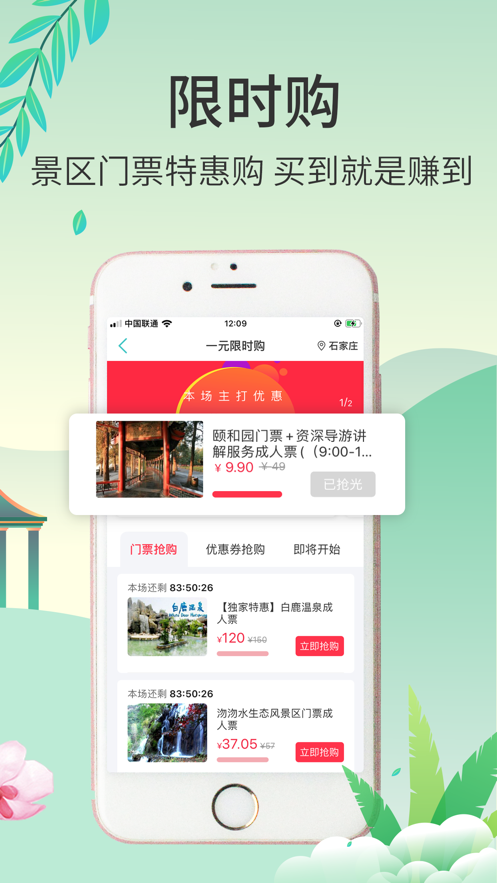 限时购
景区门票特惠购 买到就是赚到
中国联通 12:09
一元限时购 石家庄
本场主打优惠
1/2
颐和园门票+资深导游讲
解服务成人票(（9:00-1...
¥ 9.90 ¥ 49
已抢光
门票抢购 优惠券抢购 即将开始
本场还剩 83:50:26
白鹿温泉
【独家特惠】白鹿温泉成
人票
¥120 ¥150
立即抢购
本场还剩 83:50:26
沕沕水生态风景区门票成
人票
¥37.05 ¥57
立即抢购